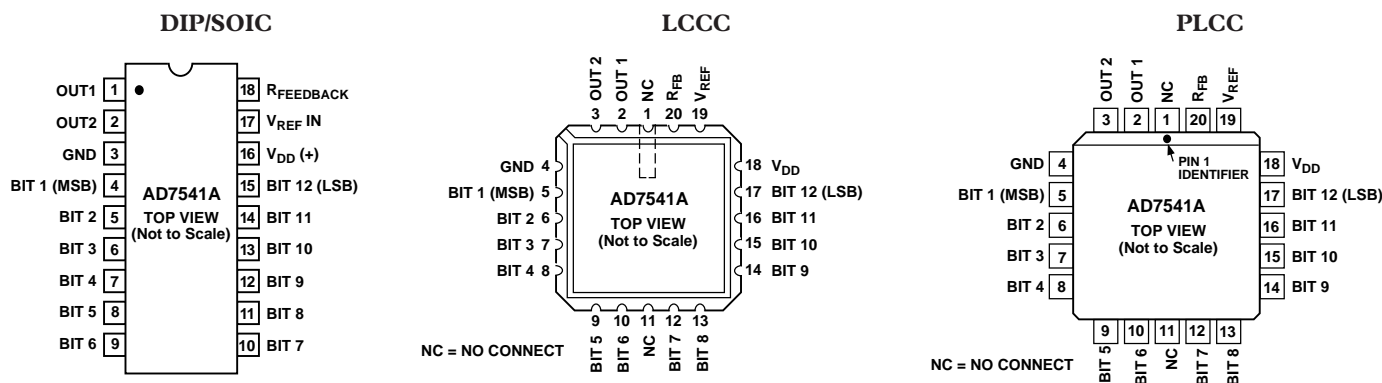 DIP/SOIC
OUT1 1
OUT2 2
GND 3
BIT 1 (MSB) 4
BIT 2 5
BIT 3 6
BIT 4 7
BIT 5 8
BIT 6 9
18 RFEEDBACK
17 VREF IN
16 VDD (+)
15 BIT 12 (LSB)
14 BIT 11
13 BIT 10
12 BIT 9
11 BIT 8
10 BIT 7
AD7541A
TOP VIEW
(Not to Scale)
LCCC
OUT 2
OUT 1
NC
RFB
VREF
3 2 1 20 19
GND 4
BIT 1 (MSB) 5
BIT 2 6
BIT 3 7
BIT 4 8
18 VDD
17 BIT 12 (LSB)
16 BIT 11
15 BIT 10
14 BIT 9
AD7541A
TOP VIEW
(Not to Scale)
9 10 11 12 13
BIT 5
BIT 6
NC
BIT 7
BIT 8
NC = NO CONNECT
PLCC
OUT 2
OUT 1
NC
RFB
VREF
3 2 1 20 19
PIN 1
IDENTIFIER
GND 4
BIT 1 (MSB) 5
BIT 2 6
BIT 3 7
BIT 4 8
18 VDD
17 BIT 12 (LSB)
16 BIT 11
15 BIT 10
14 BIT 9
AD7541A
TOP VIEW
(Not to Scale)
9 10 11 12 13
BIT 5
BIT 6
NC
BIT 7
BIT 8
NC = NO CONNECT